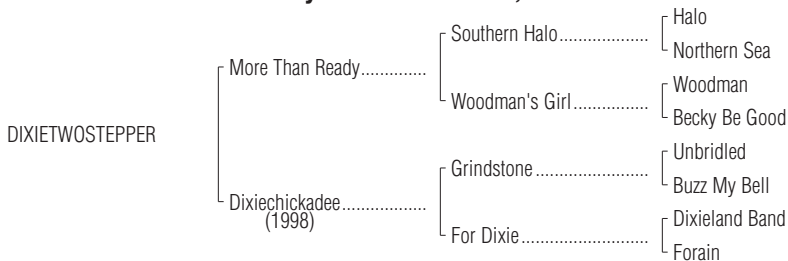 Halo
Southern Halo
Northern Sea
More Than Ready
Woodman
Woodman's Girl
Becky Be Good
DIXIETWOSTEPPER
Unbridled
Grindstone
Buzz My Bell
Dixiechickadee
(1998)
Dixieland Band
For Dixie
Forain